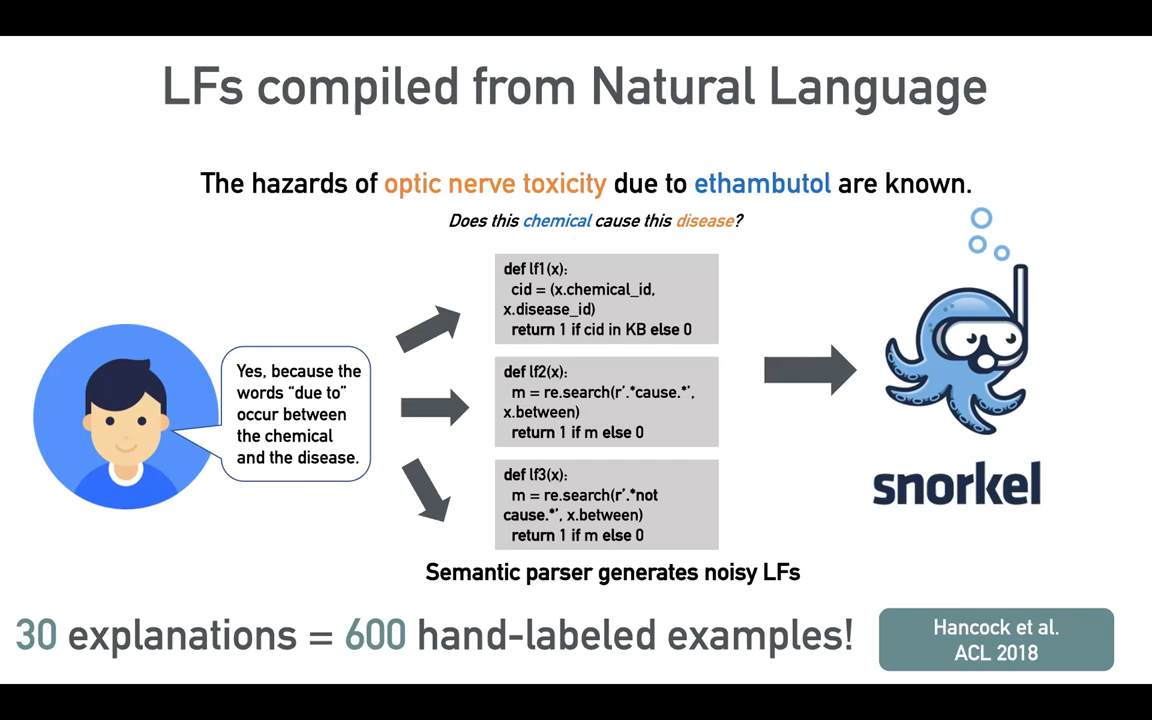 LFs compiled from Natural Language
The hazards of optic nerve toxicity due to ethambutol are known.
Does this chemical cause this disease?
Yes, because the
words “due to”
occur between
the chemical
and the disease.
def lf1(x):
cid = (x.chemical_id,
x.disease_id)
return 1 if cid in KB else 0
def lf2(x):
m = re.search(r’.*cause.*’,
x.between)
return 1 if m else 0
def lf3(x):
m = re.search(r’.*not
cause.*’, x.between)
return 1 if m else 0
Semantic parser generates noisy LFs
snorkel
30 explanations = 600 hand-labeled examples!
Hancock et al.
ACL 2018